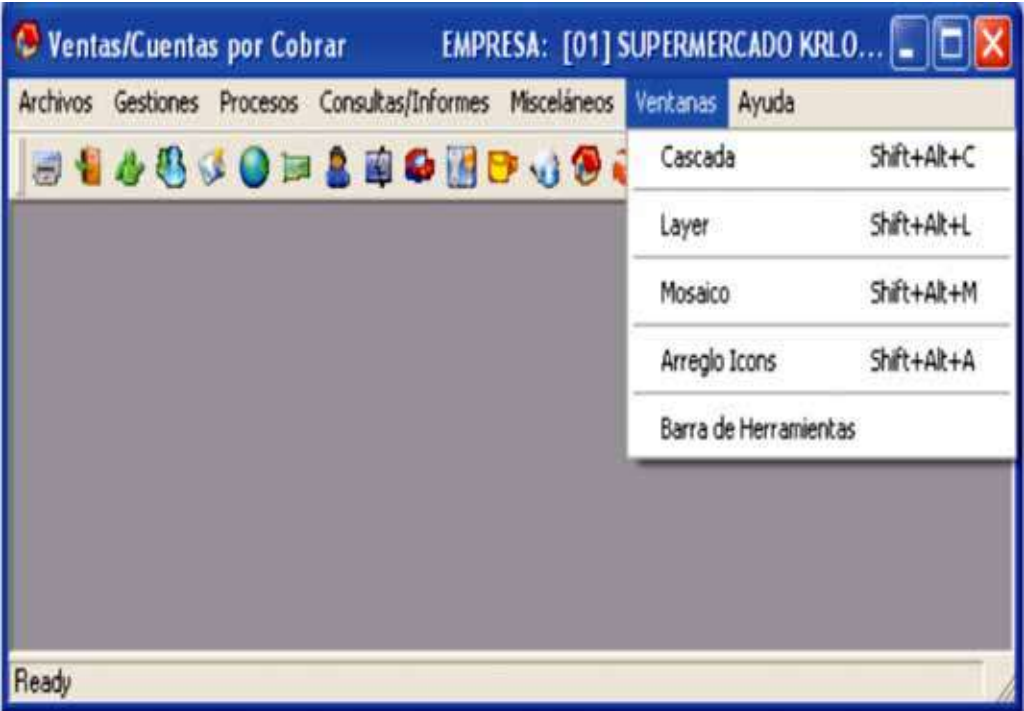 Ventas/Cuentas por Cobrar EMPRESA: [01] SUPERMERCADO KRLO...
Archivos Gestiones Procesos Consultas/Informes Misceláneos Ventanas Ayuda
Cascada Shift+Alt+C
Layer Shift+Alt+L
Mosaico Shift+Alt+M
Arreglo Icons Shift+Alt+A
Barra de Herramientas
Ready